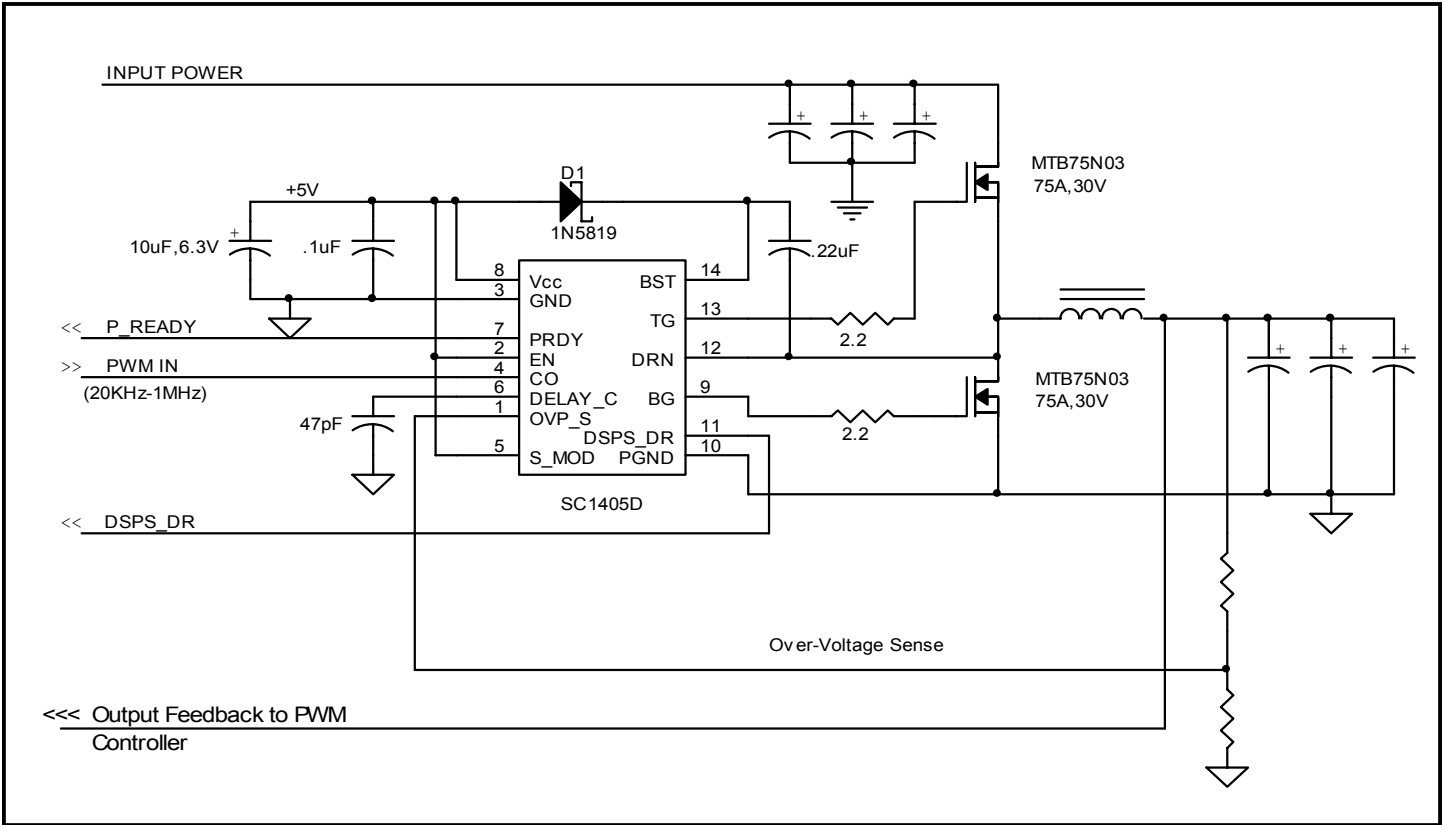 INPUT POWER
+
+
+
MTB75N03
75A,30V
D1
1N5819
+5V
+
10uF,6.3V
.1uF
.22uF
8
Vcc
3
GND
<< P_READY
7
PRDY
2
EN
>> PWM IN
4
CO
(20KHz-1MHz)
6
DELAY_C
1
OVP_S
47pF
5
S_MOD
BST
14
TG
13
2.2
DRN
12
BG
9
2.2
DSPS_DR
11
PGND
10
SC1405D
MTB75N03
75A,30V
+
+
+
<< DSPS_DR
Over-Voltage Sense
<<< Output Feedback to PWM
Controller